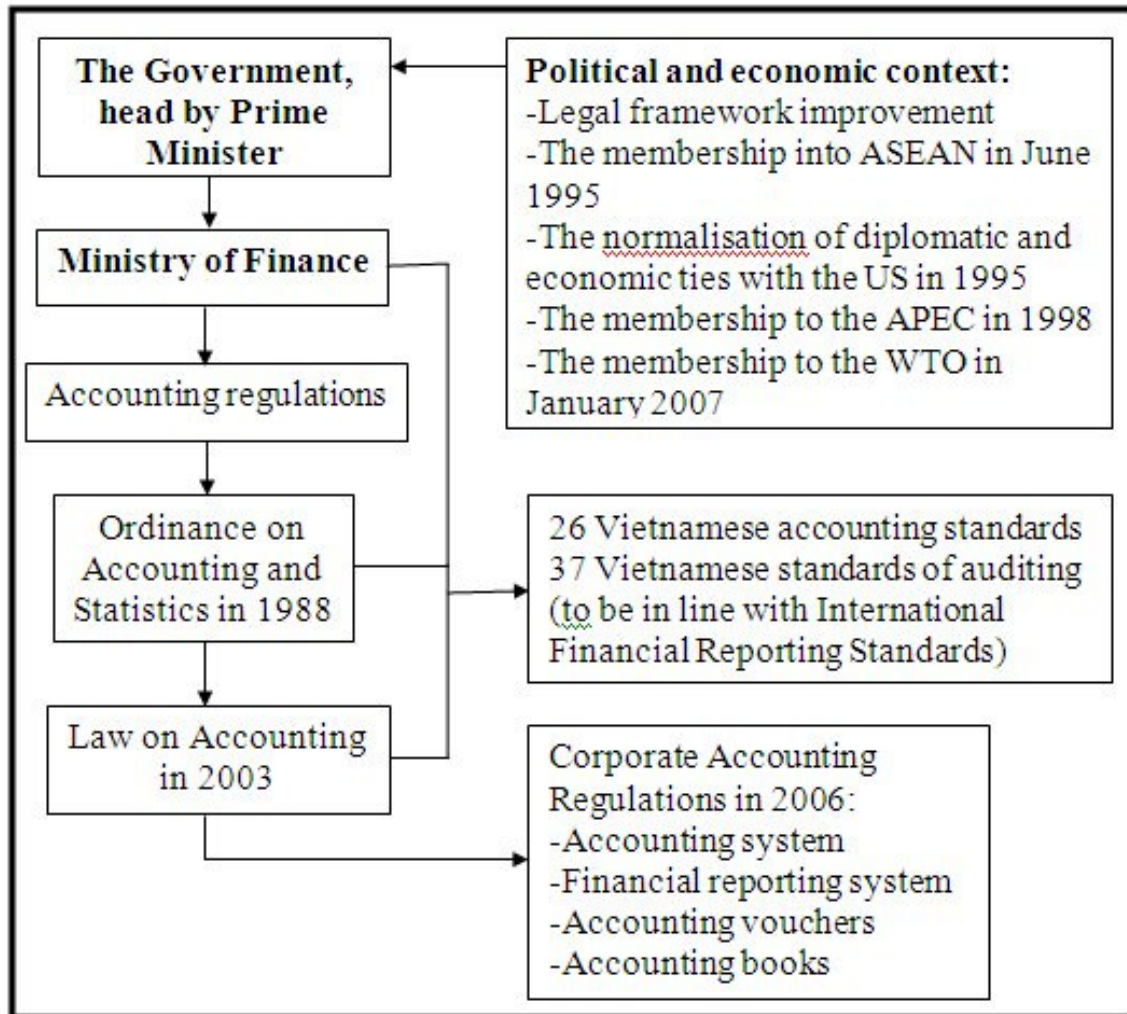 The Government,
head by Prime
Minister
Political and economic context:
-Legal framework improvement
-The membership into ASEAN in June
1995
-The normalisation of diplomatic and
economic ties with the US in 1995
-The membership to the APEC in 1998
-The membership to the WTO in
January 2007
Ministry of Finance
Accounting regulations
Ordinance on
Accounting and
Statistics in 1988
26 Vietnamese accounting standards
37 Vietnamese standards of auditing
(to be in line with International
Financial Reporting Standards)
Law on Accounting
in 2003
Corporate Accounting
Regulations in 2006:
-Accounting system
-Financial reporting system
-Accounting vouchers
-Accounting books